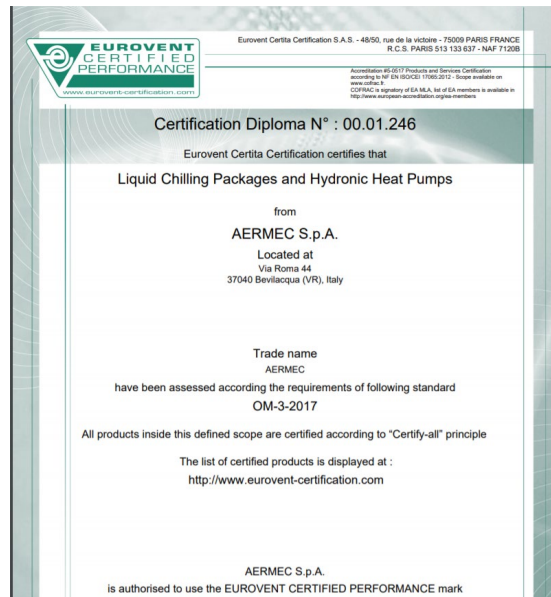 Eurovent Certita Certification S.A.S. - 48/50, rue de la victoire - 75009 PARIS FRANCE
R.C.S. PARIS 513 133 637 - NAF 7120B
EUROVENT
CERTIFIED
PERFORMANCE
www.eurovent-certification.com
Accreditation #5-0517 Products and Services Certification
according to NF EN ISO/CEI 17065:2012 - Scope available on
www.cofrac.fr.
COFRAC is signatory of EA MLA, list of EA members is available in
http://www.european-accreditation.org/ea-members
Certification Diploma N° : 00.01.246
Eurovent Certita Certification certifies that
Liquid Chilling Packages and Hydronic Heat Pumps
from
AERMEC S.p.A.
Located at
Via Roma 44
37040 Bevilacqua (VR), Italy
Trade name
AERMEC
have been assessed according the requirements of following standard
OM-3-2017
All products inside this defined scope are certified according to “Certify-all” principle
The list of certified products is displayed at :
http://www.eurovent-certification.com
AERMEC S.p.A.
is authorised to use the EUROVENT CERTIFIED PERFORMANCE mark